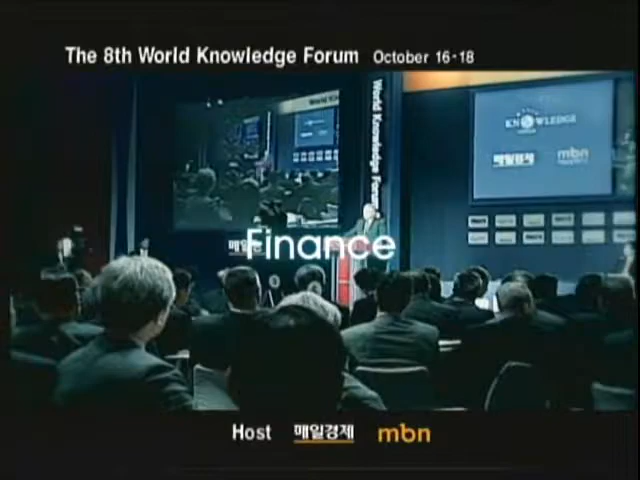 The 8th World Knowledge Forum October 16-18
World Knowledge Forum
KNOWLEDGE
매일경제 mbn
Finance
Host 매일경제 mbn